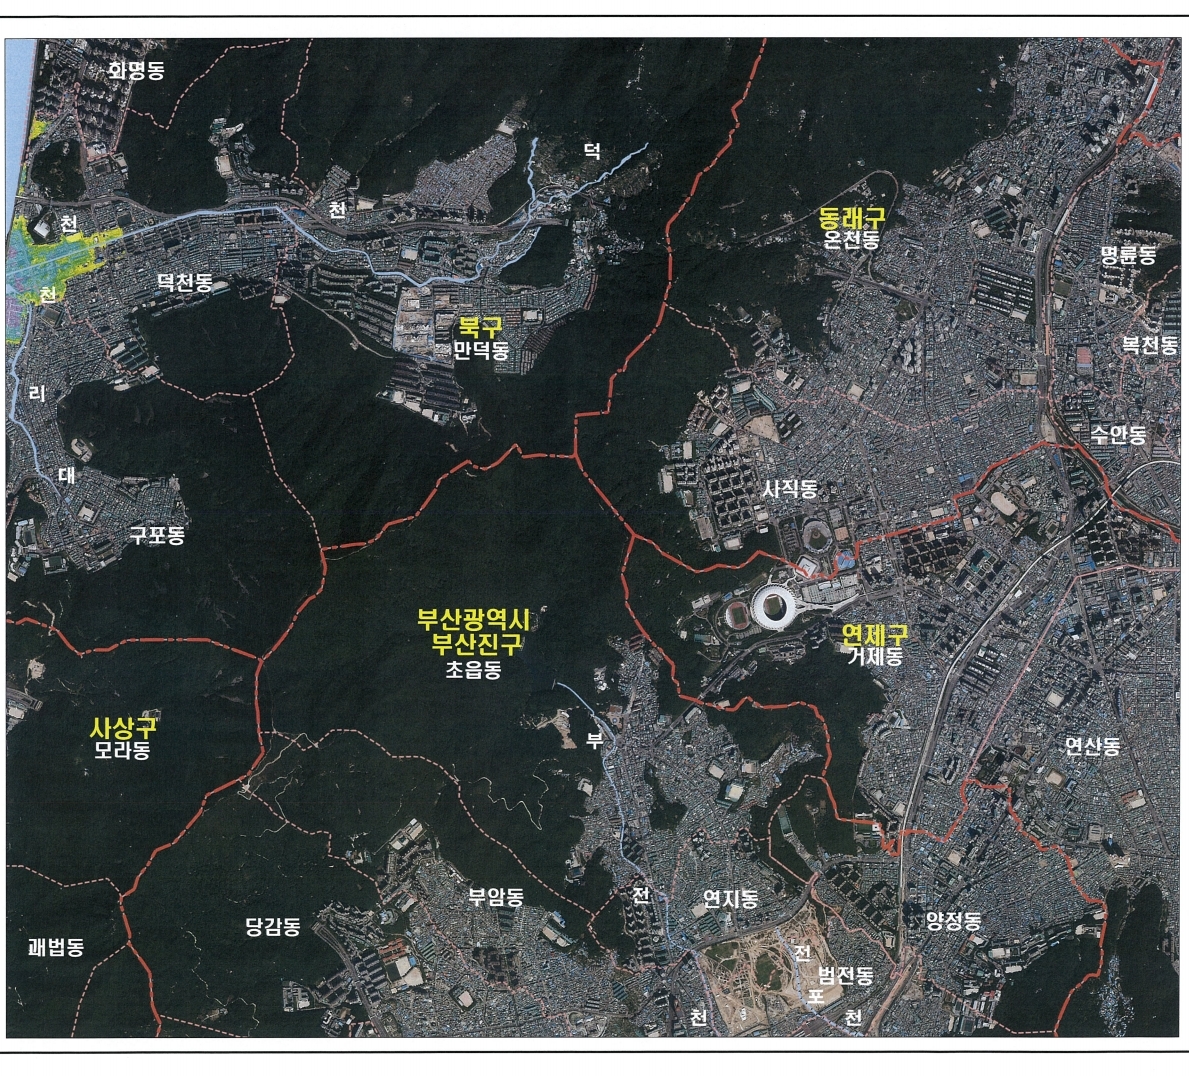 화명동
덕
천
천
동래구
온천동
명륜동
덕천동
천
북구
만덕동
복천동
리
수안동
대
사직동
구포동
부산광역시
부산진구
초읍동
연제구
거제동
사상구
모라동
부
연산동
전
연지동
부암동
당감동
양정동
괘법동
전
범전동
포
천
천